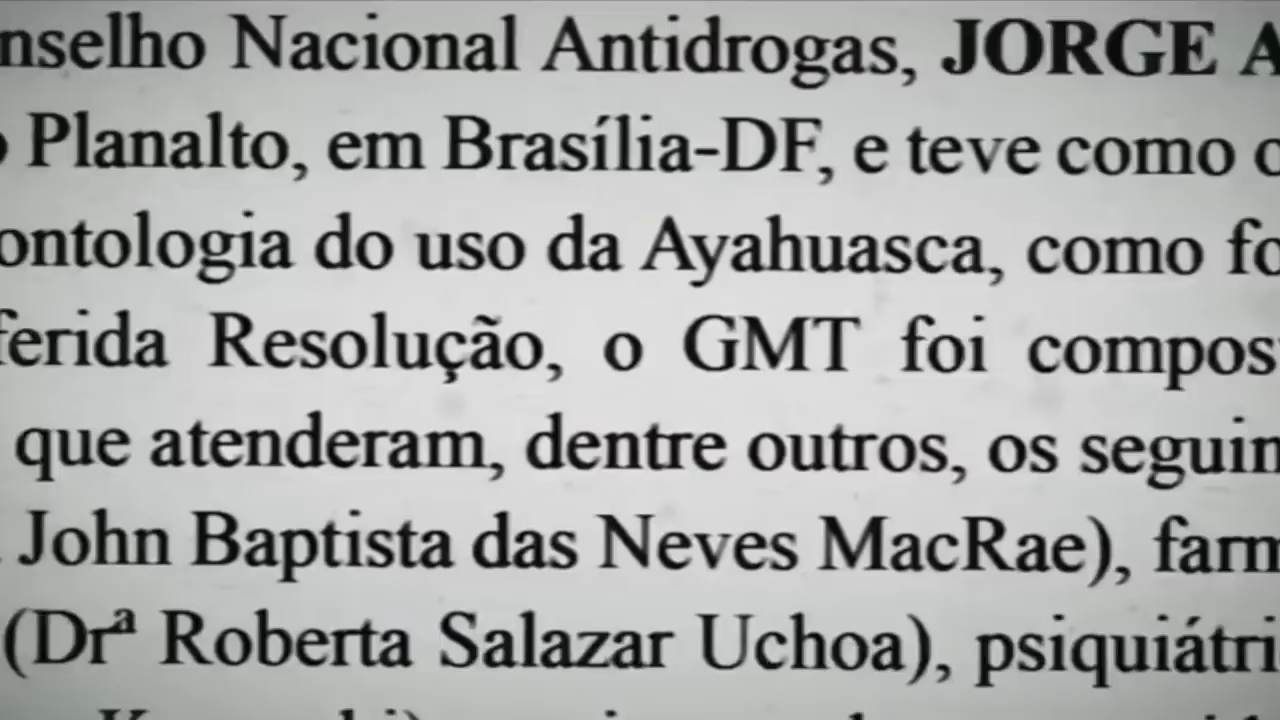 nselho Nacional Antidrogas, JORGE A
o Planalto, em Brasília-DF, e teve como o
ontologia do uso da Ayahuasca, como fo
ferida Resolução, o GMT foi compost
que atenderam, dentre outros, os seguin
John Baptista das Neves MacRae), farm
(Drª Roberta Salazar Uchoa), psiquiátri